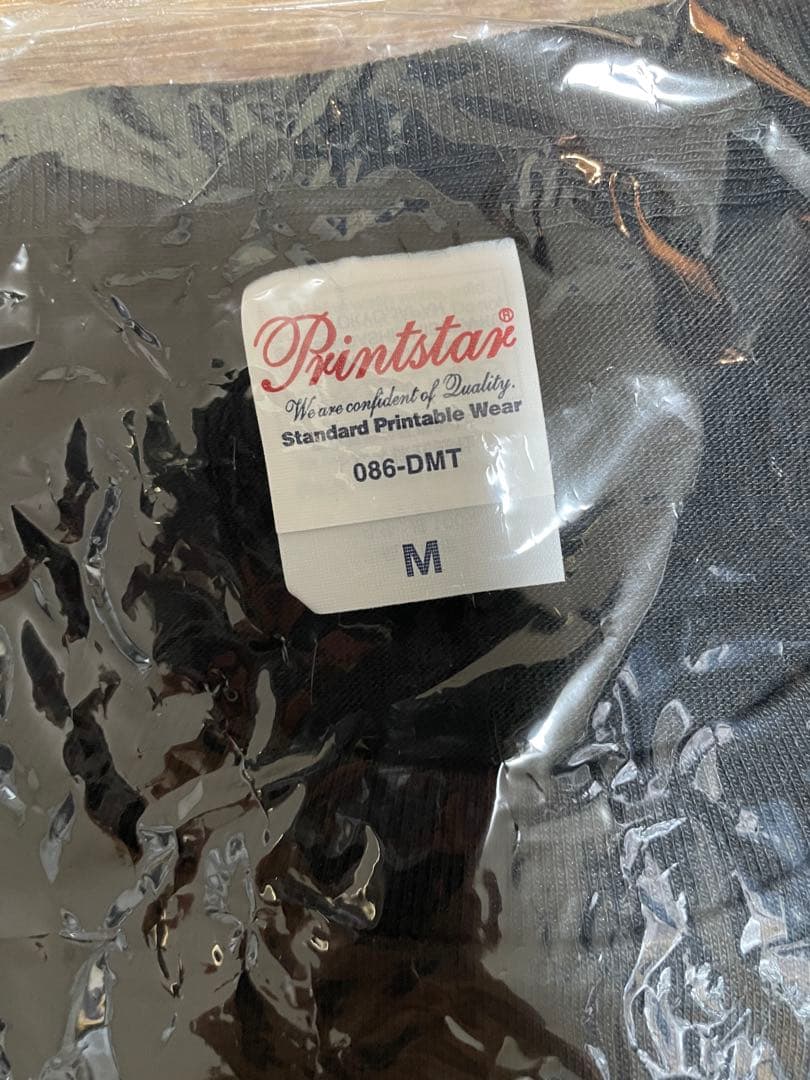 Printstar®
We are confident of Quality.
Standard Printable Wear
086-DMT
M